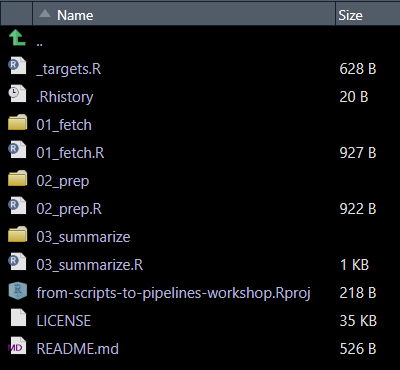 Name Size
..
_targets.R 628 B
.Rhistory 20 B
01_fetch
01_fetch.R 927 B
02_prep
02_prep.R 922 B
03_summarize
03_summarize.R 1 KB
from-scripts-to-pipelines-workshop.Rproj 218 B
LICENSE 35 KB
MD README.md 526 B